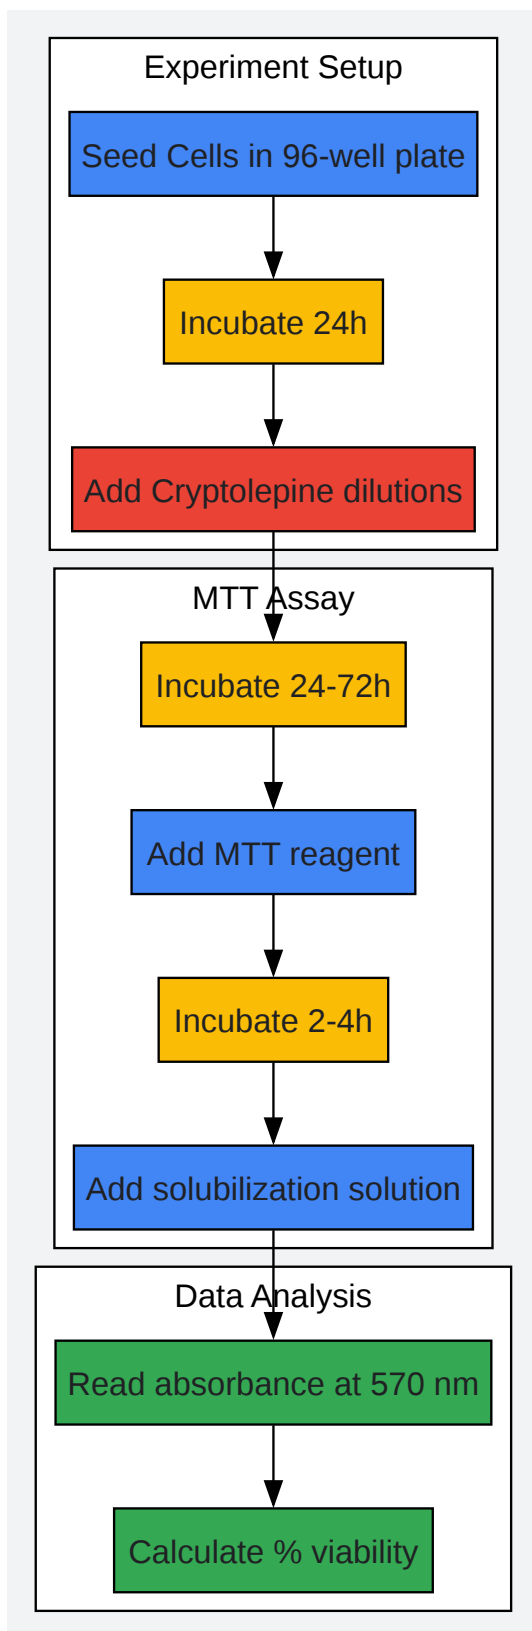 Experiment Setup
Seed Cells in 96-well plate
Incubate 24h
Add Cryptolepine dilutions
MTT Assay
Incubate 24-72h
Add MTT reagent
Incubate 2-4h
Add solubilization solution
Data Analysis
Read absorbance at 570 nm
Calculate % viability